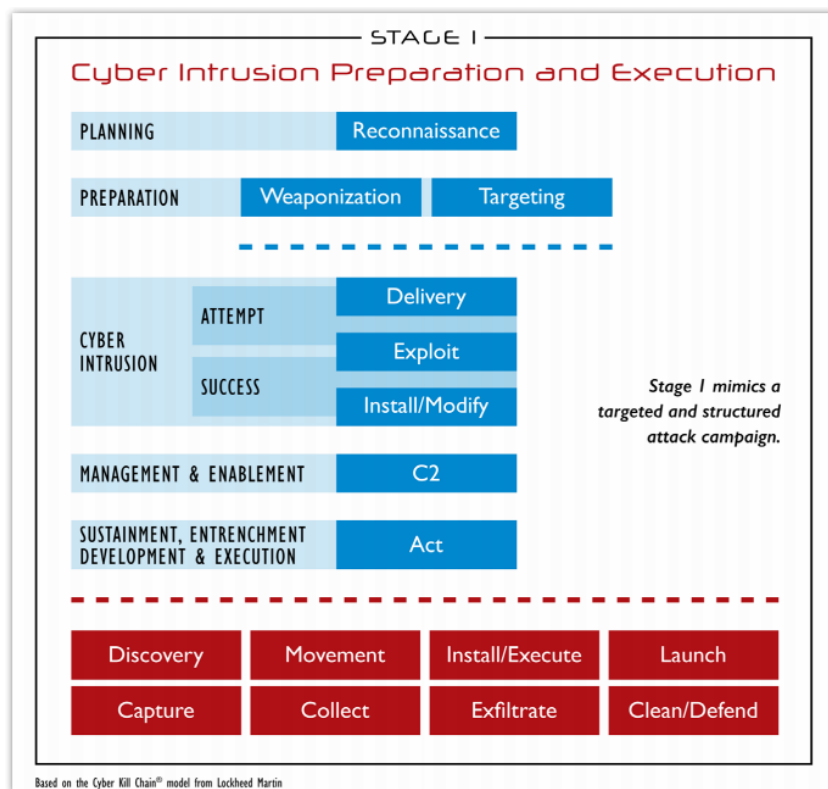 STAGE 1
Cyber Intrusion Preparation and Execution
PLANNING
Reconnaissance
PREPARATION
Weaponization
Targeting
CYBER
INTRUSION
ATTEMPT
SUCCESS
Delivery
Exploit
Install/Modify
Stage 1 mimics a
targeted and structured
attack campaign.
MANAGEMENT & ENABLEMENT
C2
SUSTAINMENT, ENTRENCHMENT
DEVELOPMENT & EXECUTION
Act
Discovery
Movement
Install/Execute
Launch
Capture
Collect
Exfiltrate
Clean/Defend
Based on the Cyber Kill Chain® model from Lockheed Martin